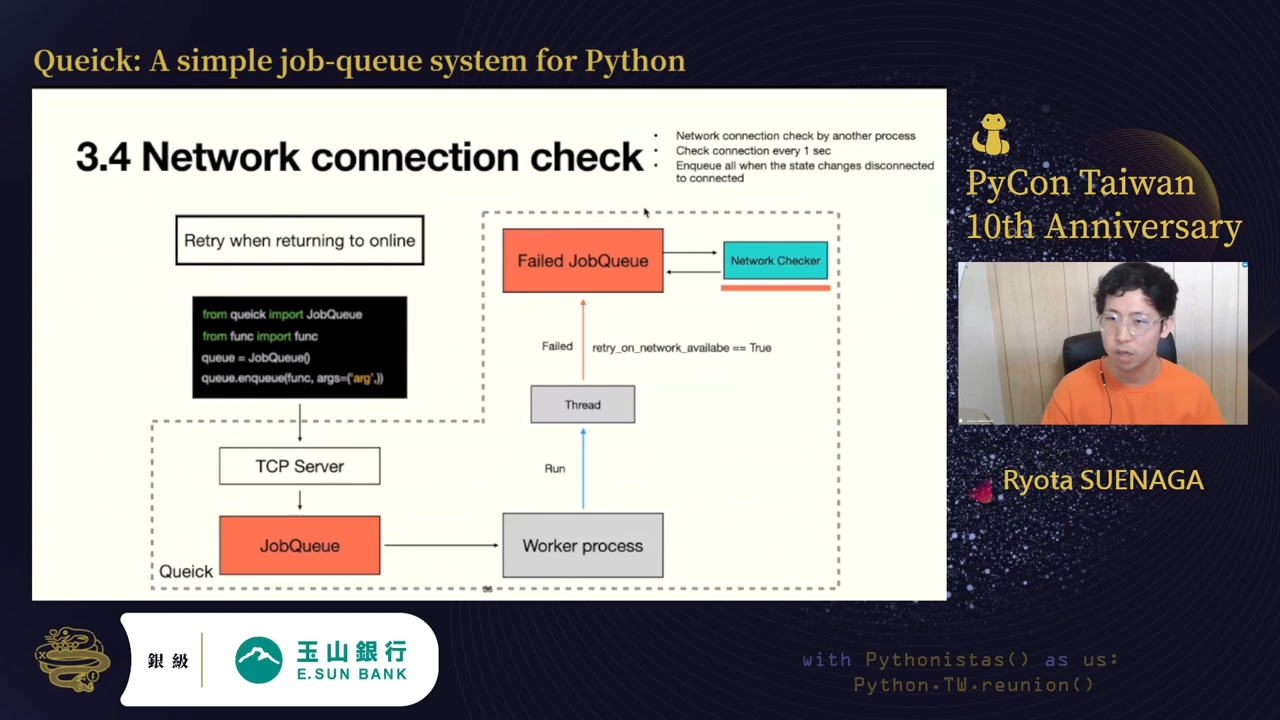 Queick: A simple job-queue system for Python
3.4 Network connection check
• Network connection check by another process
• Check connection every 1 sec
• Enqueue all when the state changes disconnected
to connected
Retry when returning to online
from queick import JobQueue
from func import func
queue = JobQueue()
queue.enqueue(func, args=('arg',))
TCP Server
JobQueue
Queick
Worker process
Run
Thread
Failed
retry_on_network_availabe == True
Failed JobQueue
Network Checker
36
PyCon Taiwan
10th Anniversary
Ryota SUENAGA
銀級
玉山銀行
E.SUN BANK
with Pythonistas() as us:
Python.TW.reunion()